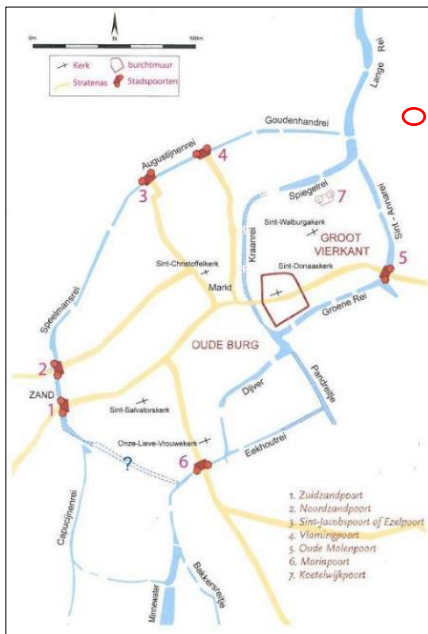 N
0m
500m
Kerk
burchtmuur
Stratenas
Stadspoorten
Lange Rei
Goudenhandrei
Augustijnenrei
4
3
Spiegelrei
7
Sint-Annarei
Sint-Walburgakerk
Kraanrei
GROOT
VIERKANT
Sint-Christoffelkerk
Sint-Donaaskerk
5
Markt
Speelmansrei
Groene Rei
OUDE BURG
2
ZAND
Pandreitje
Dijver
1
Sint-Salvatorskerk
Onze-Lieve-Vrouwekerk
Eekhoutrei
?
6
Capucijnenrei
Bakkersreitje
Minnewater
1. Zuidzandpoort
2. Noordzandpoort
3. Sint-Jacobspoort of Ezelpoort
4. Vlamingpoort
5. Oude Molenpoort
6. Mariapoort
7. Koetelwijkpoort